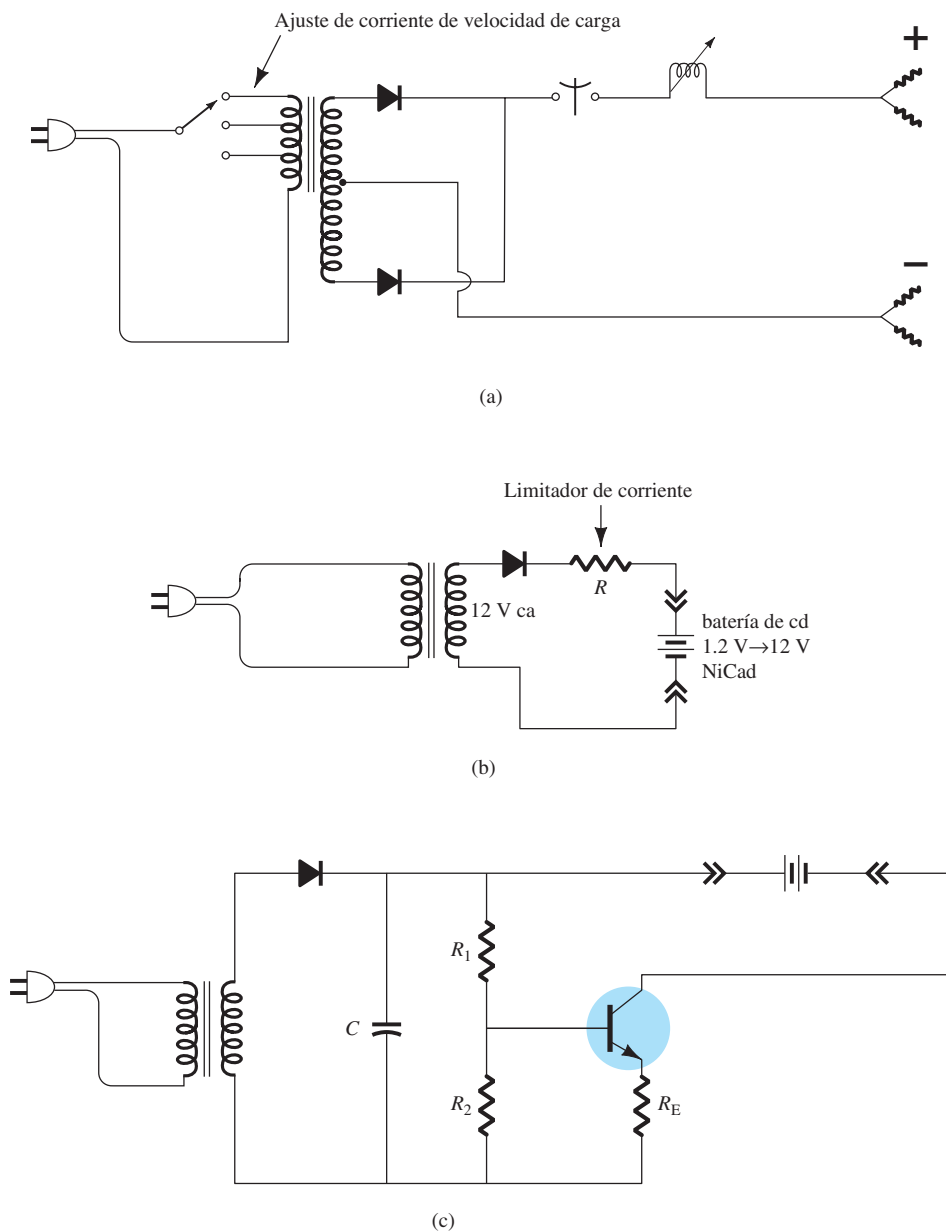 Ajuste de corriente de velocidad de carga
+
−
(a)
Limitador de corriente
R
12 V ca
batería de cd
1.2 V→12 V
NiCad
(b)
R1
C
R2
RE
(c)